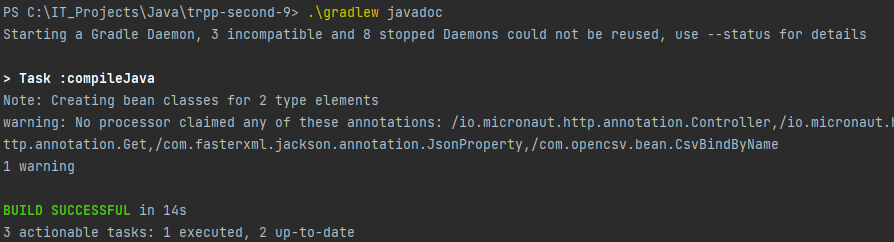 PS C:\IT_Projects\Java\trpp-second-9> .\gradlew javadoc
Starting a Gradle Daemon, 3 incompatible and 8 stopped Daemons could not be reused, use --status for details
> Task :compileJava
Note: Creating bean classes for 2 type elements
warning: No processor claimed any of these annotations: /io.micronaut.http.annotation.Controller,/io.micronaut.h
ttp.annotation.Get,/com.fasterxml.jackson.annotation.JsonProperty,/com.opencsv.bean.CsvBindByName
1 warning
BUILD SUCCESSFUL in 14s
3 actionable tasks: 1 executed, 2 up-to-date